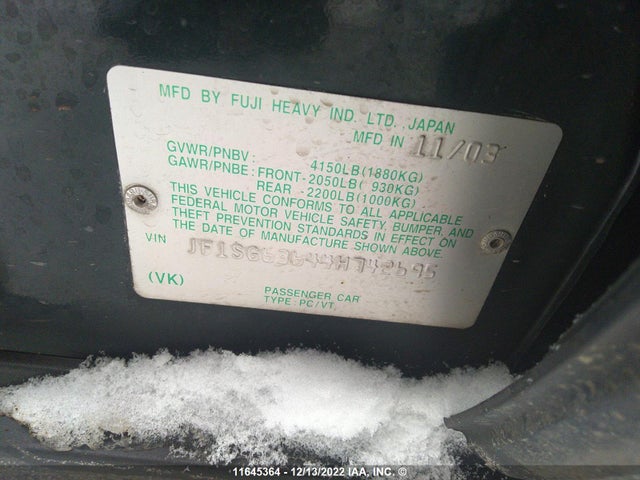 MFD BY FUJI HEAVY IND. LTD., JAPAN
MFD IN 11/03
GVWR/PNBV : 4150LB(1880KG)
GAWR/PNBE : FRONT-2050LB( 930KG)
REAR - 2200LB(1000KG)
THIS VEHICLE CONFORMS TO ALL APPLICABLE
FEDERAL MOTOR VEHICLE SAFETY, BUMPER, AND
THEFT PREVENTION STANDARDS IN EFFECT ON
THE DATE OF MANUFACTURE SHOWN ABOVE.
VIN JF1SG63644H742695
(VK)
PASSENGER CAR
TYPE: PC/VT.
11645364 - 12/13/2022 IAA, INC. ©